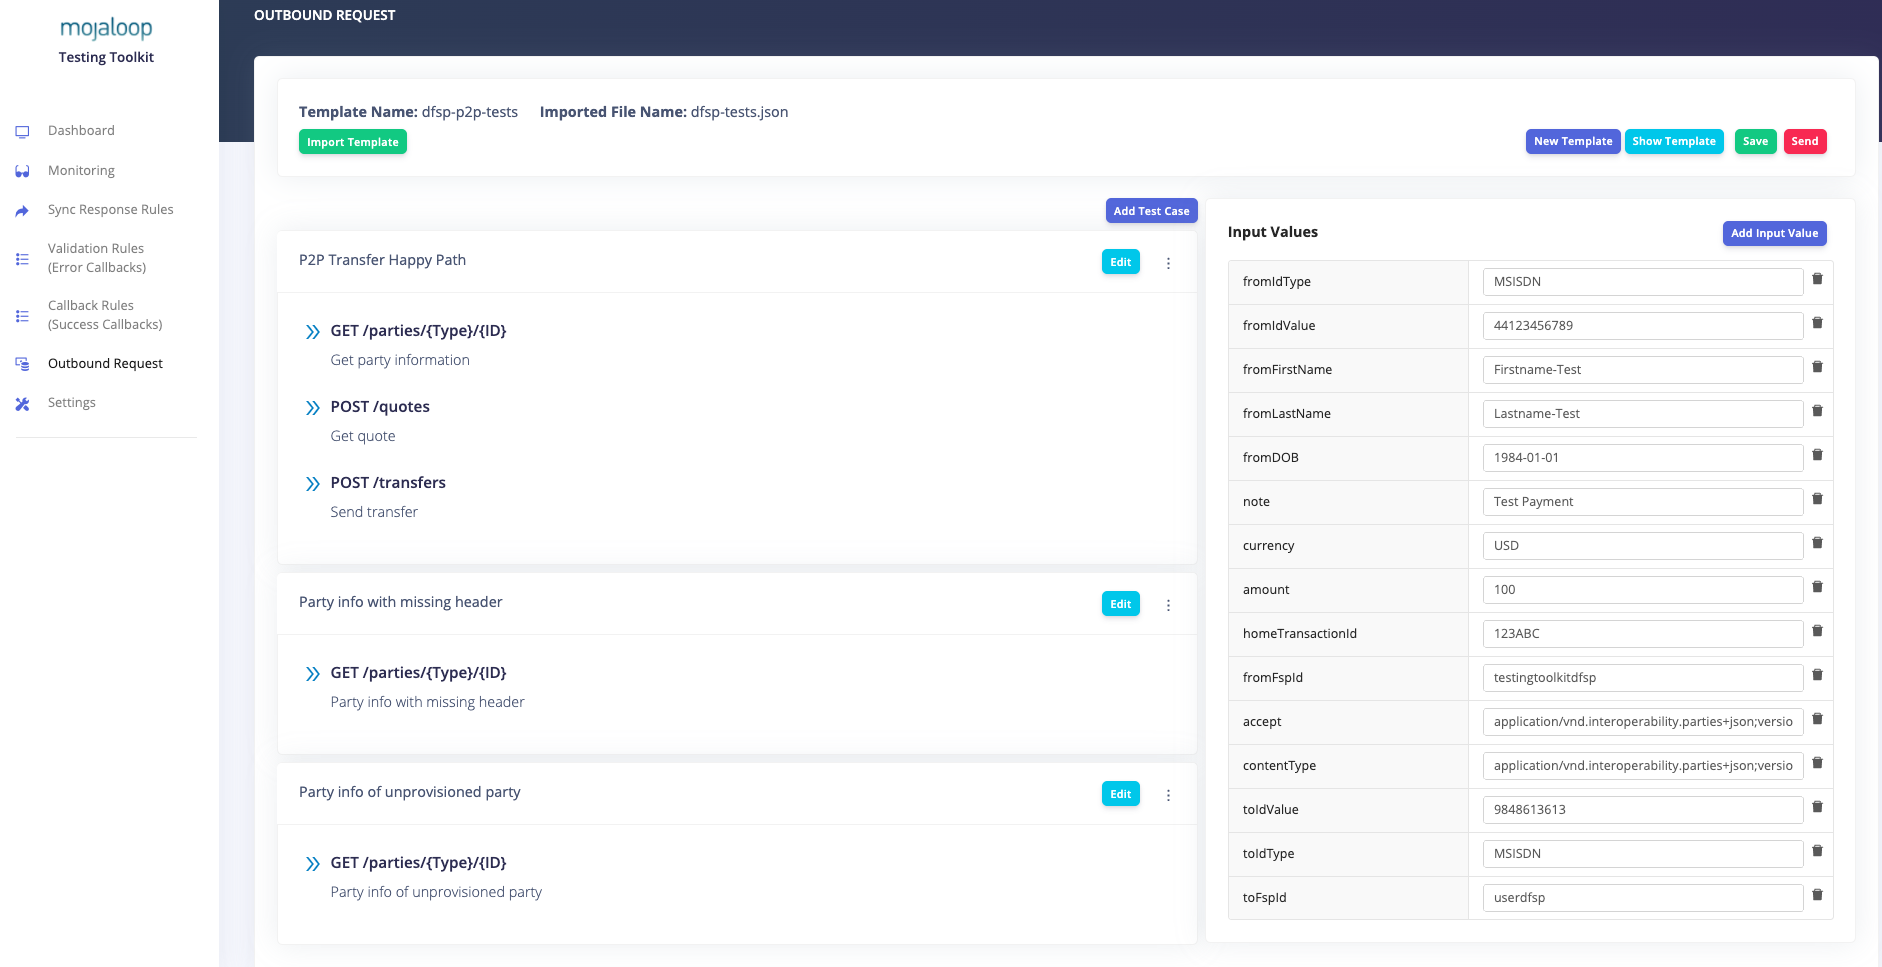 mojaloop
Testing Toolkit
Dashboard
Monitoring
Sync Response Rules
Validation Rules
(Error Callbacks)
Callback Rules
(Success Callbacks)
Outbound Request
Settings
OUTBOUND REQUEST
Template Name: dfsp-p2p-tests Imported File Name: dfsp-tests.json
Import Template
New Template Show Template Save Send
Add Test Case
P2P Transfer Happy Path
Edit
GET /parties/{Type}/{ID}
Get party information
POST /quotes
Get quote
POST /transfers
Send transfer
Party info with missing header
Edit
GET /parties/{Type}/{ID}
Party info with missing header
Party info of unprovisioned party
Edit
GET /parties/{Type}/{ID}
Party info of unprovisioned party
Input Values
Add Input Value
fromIdType MSISDN
fromIdValue 44123456789
fromFirstName Firstname-Test
fromLastName Lastname-Test
fromDOB 1984-01-01
note Test Payment
currency USD
amount 100
homeTransactionId 123ABC
fromFspId testingtoolkitdfsp
accept application/vnd.interoperability.parties+json;versio
contentType application/vnd.interoperability.parties+json;versio
toIdValue 9848613613
toIdType MSISDN
toFspId userdfsp